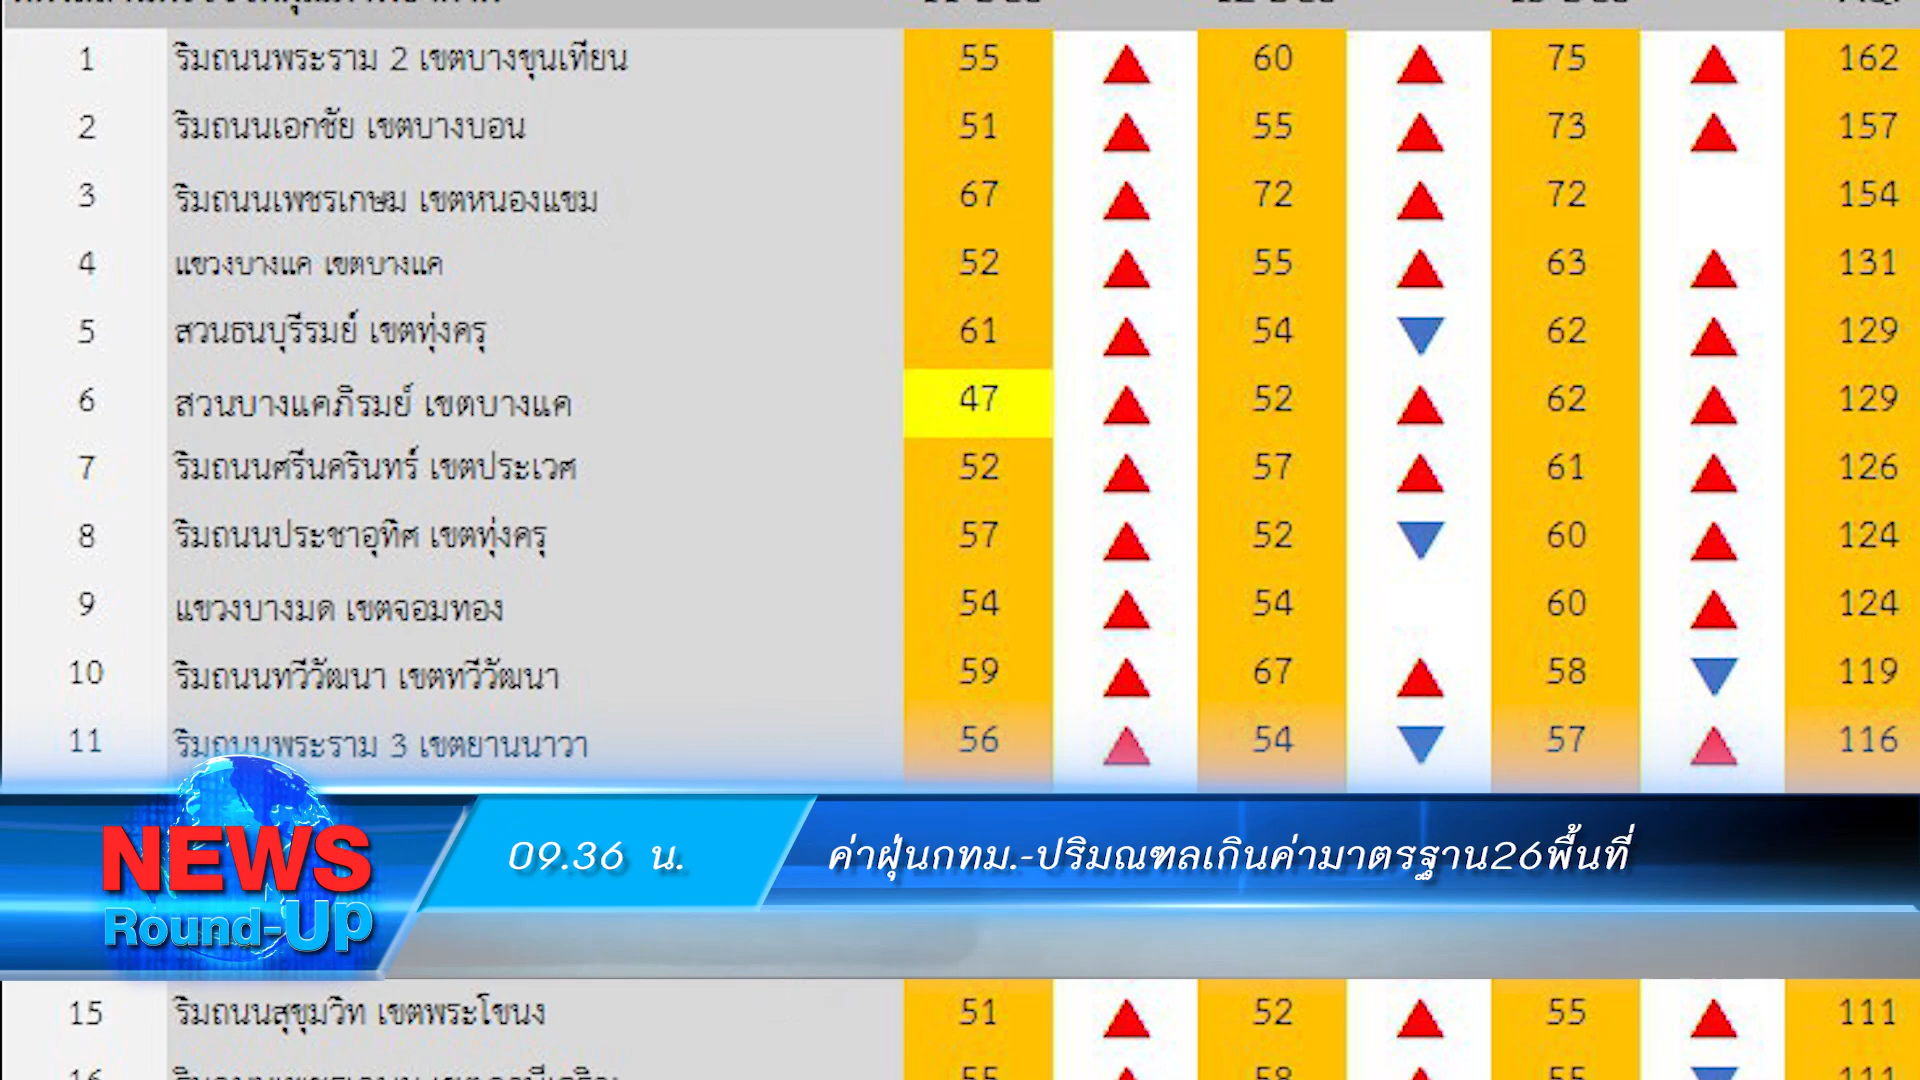 1 ริมถนนพระราม 2 เขตบางขุนเทียน 55 60 75 162
2 ริมถนนเอกชัย เขตบางบอน 51 55 73 157
3 ริมถนนเพชรเกษม เขตหนองแขม 67 72 72 154
4 แขวงบางแค เขตบางแค 52 55 63 131
5 สวนธนบุรีรมย์ เขตทุ่งครุ 61 54 62 129
6 สวนบางแคภิรมย์ เขตบางแค 47 52 62 129
7 ริมถนนศรีนครินทร์ เขตประเวศ 52 57 61 126
8 ริมถนนประชาอุทิศ เขตทุ่งครุ 57 52 60 124
9 แขวงบางมด เขตจอมทอง 54 54 60 124
10 ริมถนนทวีวัฒนา เขตทวีวัฒนา 59 67 58 119
11 ริมถนนพระราม 3 เขตยานนาวา 56 54 57 116
NEWS
Round-Up
09.36 น.
ค่าฝุ่นกทม.-ปริมณฑลเกินค่ามาตรฐาน26พื้นที่
15 ริมถนนสุขุมวิท เขตพระโขนง 51 52 55 111